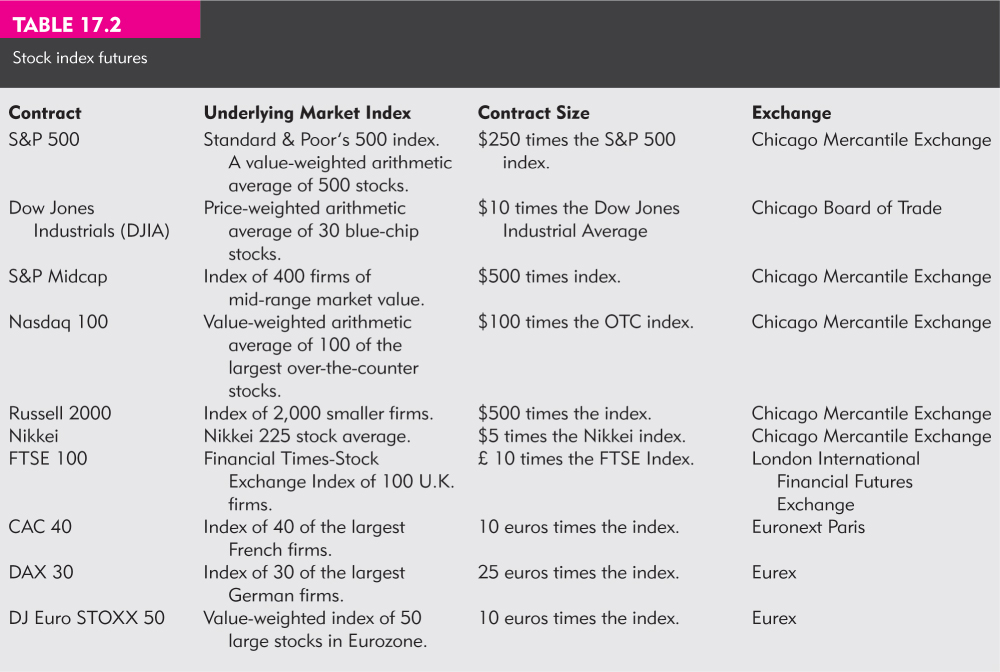 TABLE 17.2
Stock index futures
Contract Underlying Market Index Contract Size Exchange
S&P 500 Standard & Poor's 500 index. $250 times the S&P 500 Chicago Mercantile Exchange
A value-weighted arithmetic index.
average of 500 stocks.
Dow Jones Price-weighted arithmetic $10 times the Dow Jones Chicago Board of Trade
Industrials (DJIA) average of 30 blue-chip Industrial Average
stocks.
S&P Midcap Index of 400 firms of $500 times index. Chicago Mercantile Exchange
mid-range market value.
Nasdaq 100 Value-weighted arithmetic $100 times the OTC index. Chicago Mercantile Exchange
average of 100 of the
largest over-the-counter
stocks.
Russell 2000 Index of 2,000 smaller firms. $500 times the index. Chicago Mercantile Exchange
Nikkei Nikkei 225 stock average. $5 times the Nikkei index. Chicago Mercantile Exchange
FTSE 100 Financial Times-Stock £ 10 times the FTSE Index. London International
Exchange Index of 100 U.K. Financial Futures
firms. Exchange
CAC 40 Index of 40 of the largest 10 euros times the index. Euronext Paris
French firms.
DAX 30 Index of 30 of the largest 25 euros times the index. Eurex
German firms.
DJ Euro STOXX 50 Value-weighted index of 50 10 euros times the index. Eurex
large stocks in Eurozone.